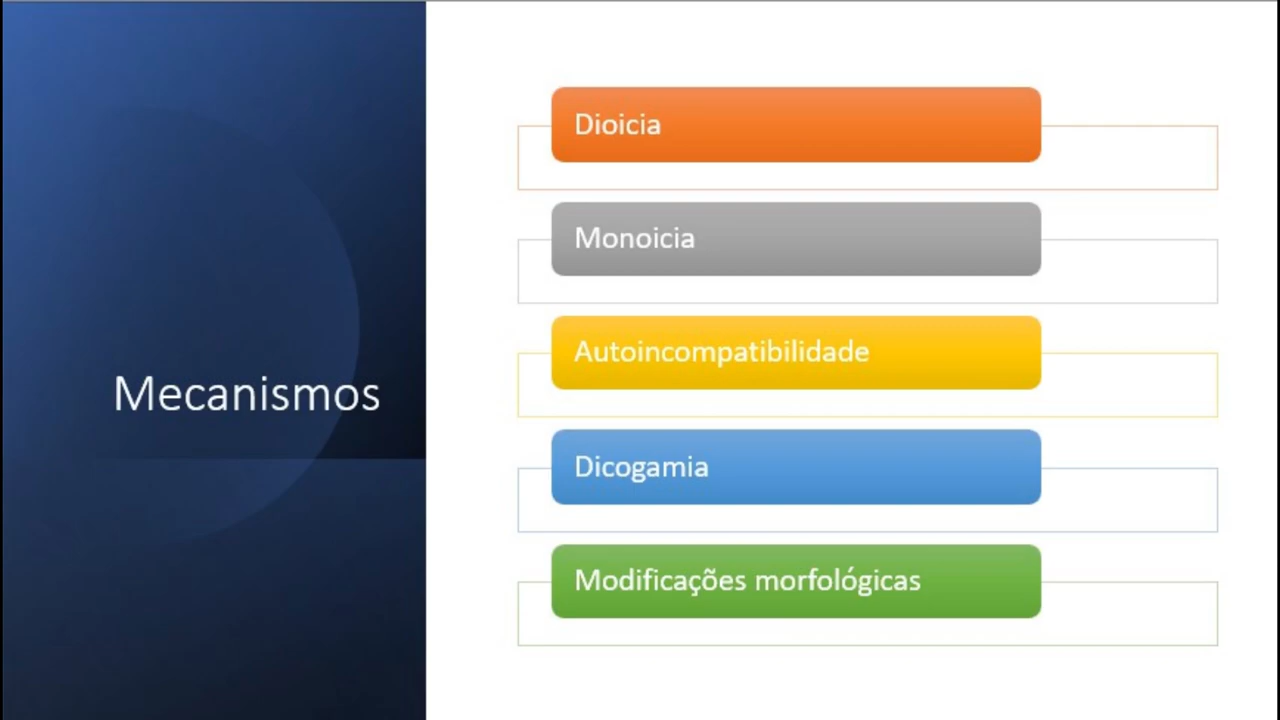 Mecanismos
Dioicia
Monoicia
Autoincompatibilidade
Dicogamia
Modificações morfológicas